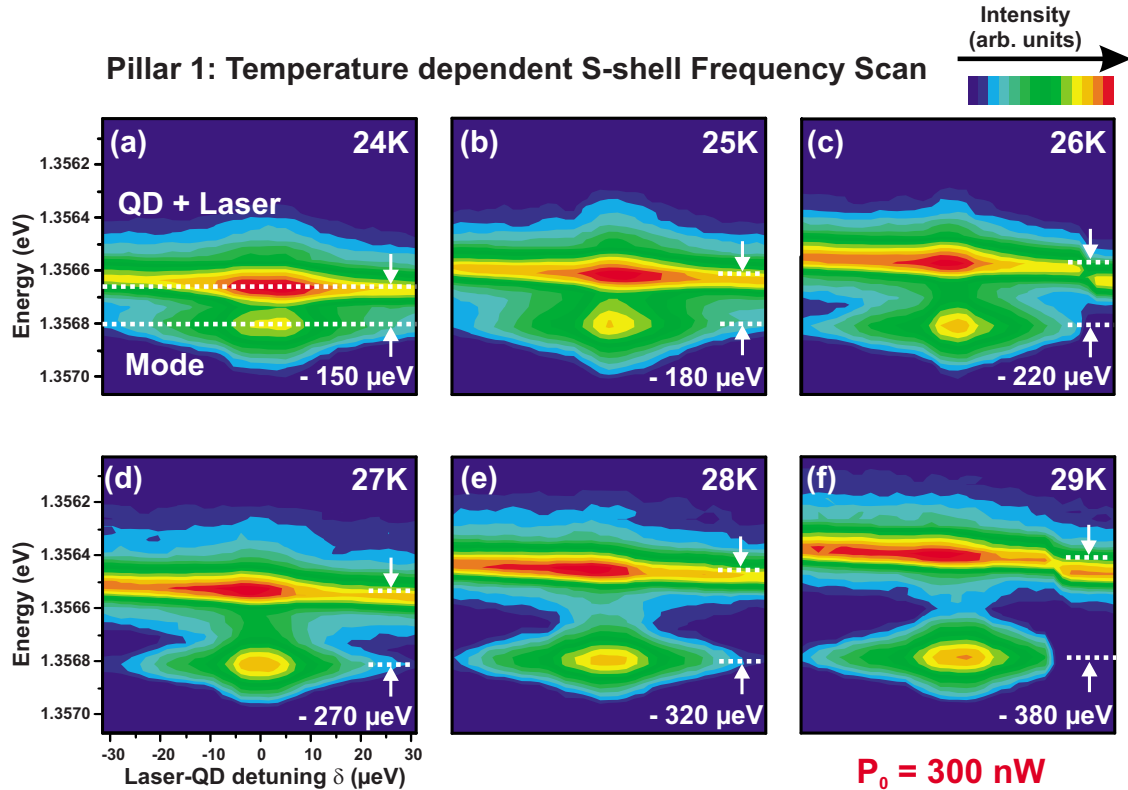 Intensity
(arb. units)
Pillar 1: Temperature dependent S-shell Frequency Scan
(a) 24K
(b) 25K
(c) 26K
QD + Laser
Mode
- 150 µeV
- 180 µeV
- 220 µeV
Energy (eV)
1.3562
1.3564
1.3566
1.3568
1.3570
(d) 27K
(e) 28K
(f) 29K
- 270 µeV
- 320 µeV
- 380 µeV
Energy (eV)
1.3562
1.3564
1.3566
1.3568
1.3570
-30 -20 -10 0 10 20 30
Laser-QD detuning δ (µeV)
P₀ = 300 nW